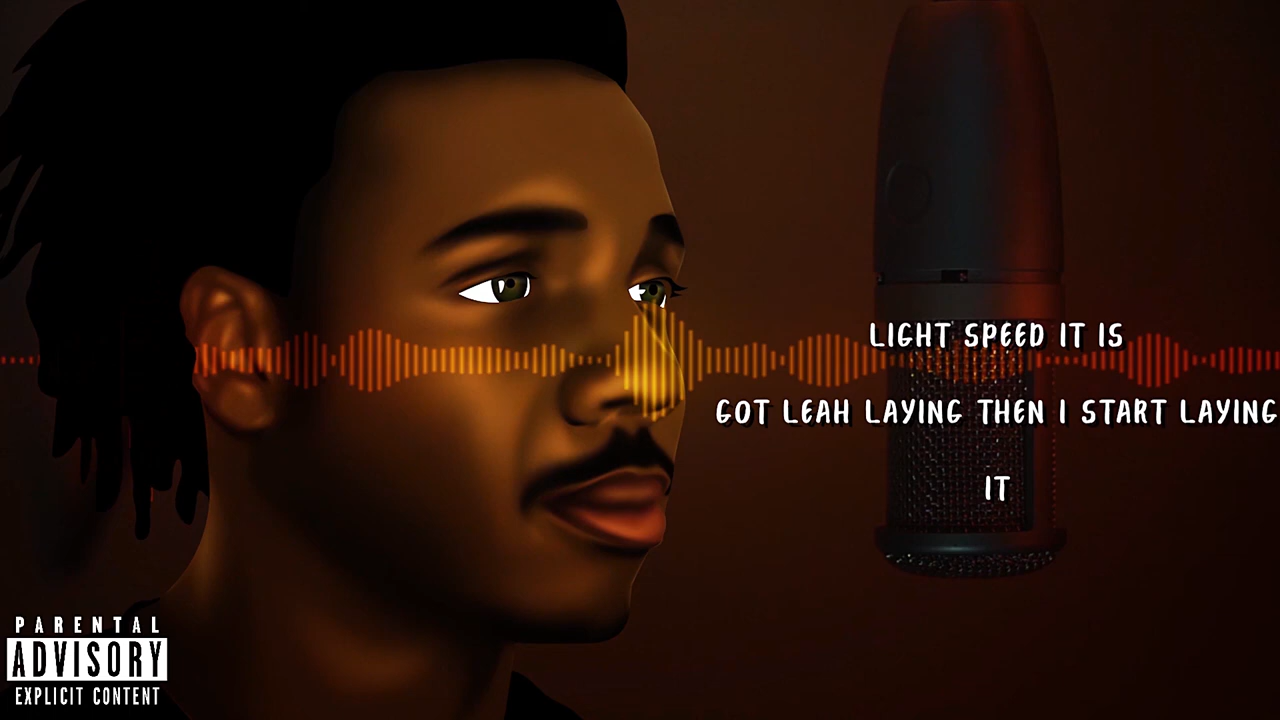 LIGHT SPEED IT IS
GOT LEAH LAYING THEN I START LAYING
IT
PARENTAL
ADVISORY
EXPLICIT CONTENT